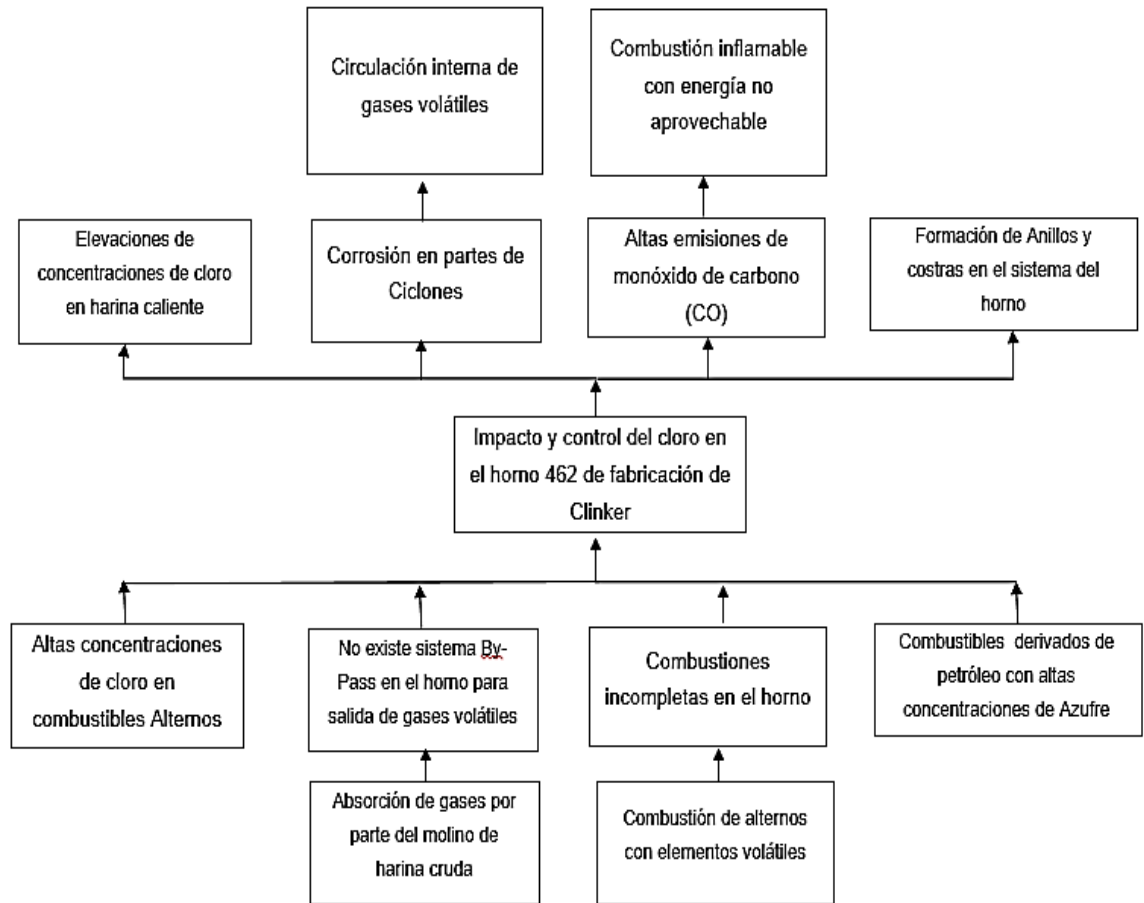 Circulación interna de
gases volátiles
Combustión inflamable
con energía no
aprovechable
Elevaciones de
concentraciones de cloro
en harina caliente
Corrosión en partes de
Ciclones
Altas emisiones de
monóxido de carbono
(CO)
Formación de Anillos y
costras en el sistema del
horno
Impacto y control del cloro en
el horno 462 de fabricación de
Clinker
Altas concentraciones
de cloro en
combustibles Alternos
No existe sistema By-
Pass en el horno para
salida de gases volátiles
Combustiones
incompletas en el horno
Combustibles derivados de
petróleo con altas
concentraciones de Azufre
Absorción de gases por
parte del molino de
harina cruda
Combustión de alternos
con elementos volátiles